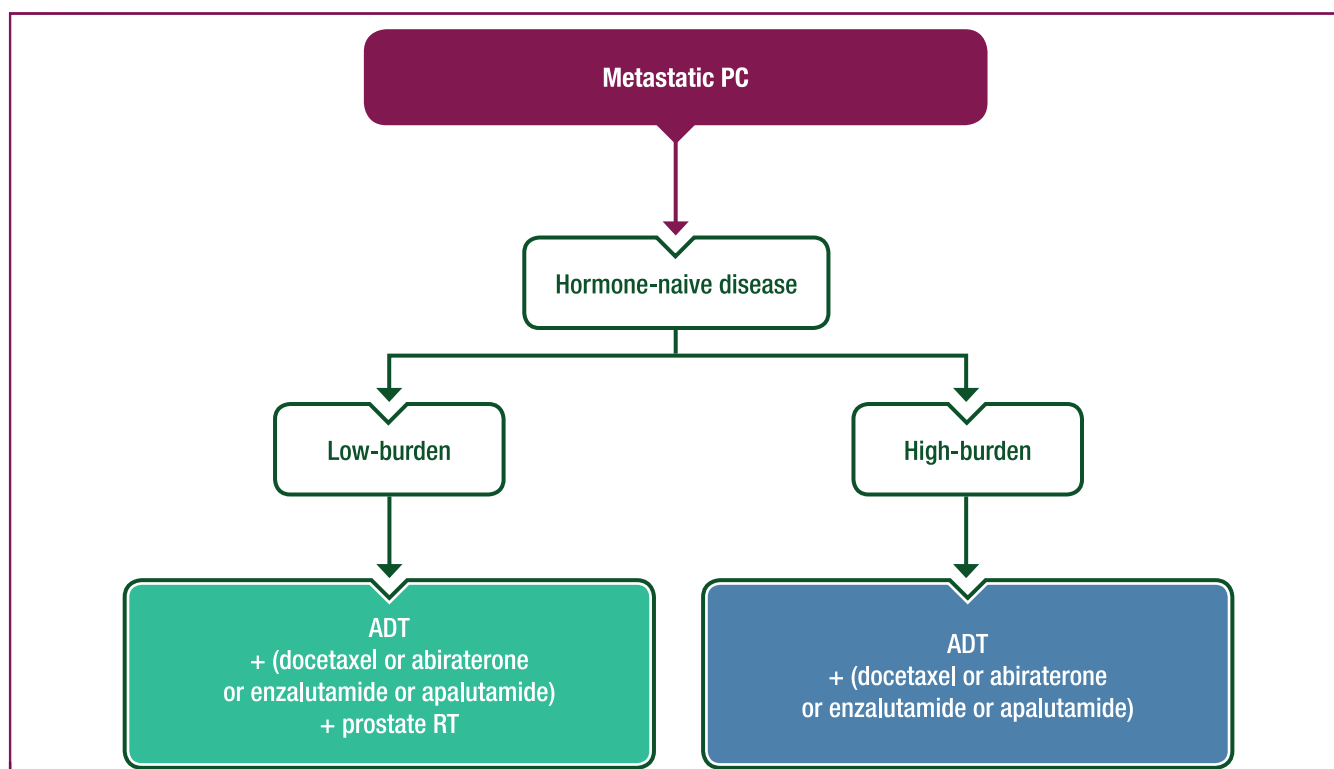 Metastatic PC
Hormone-naive disease
Low-burden
High-burden
ADT
+ (docetaxel or abiraterone
or enzalutamide or apalutamide)
+ prostate RT
ADT
+ (docetaxel or abiraterone
or enzalutamide or apalutamide)